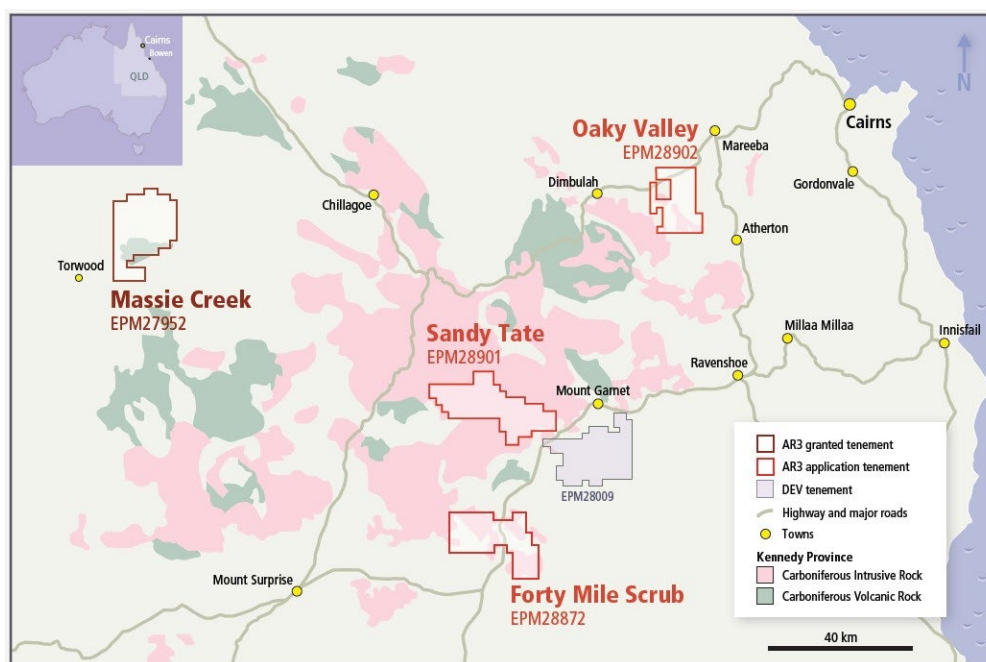 Cairns
Bowen
QLD
N
Oaky Valley
EPM28902
Mareeba
Cairns
Gordonvale
Dimbulah
Chillagoe
Atherton
Torwood
Massie Creek
EPM27952
Sandy Tate
EPM28901
Millaa Millaa
Innisfail
Ravenshoe
Mount Garnet
EPM28009
Mount Surprise
Forty Mile Scrub
EPM28872
AR3 granted tenement
AR3 application tenement
DEV tenement
Highway and major roads
Towns
Kennedy Province
Carboniferous Intrusive Rock
Carboniferous Volcanic Rock
40 km